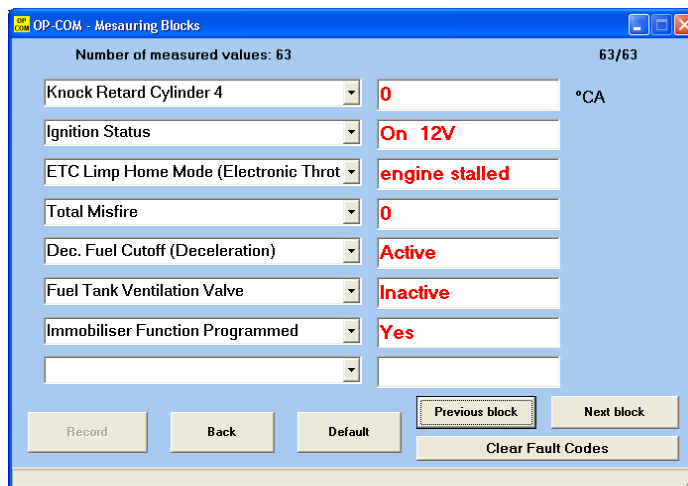 OP COM OP-COM - Mesauring Blocks
Number of measured values: 63 63/63
Knock Retard Cylinder 4 0 ºCA
Ignition Status On 12V
ETC Limp Home Mode (Electronic Throt engine stalled
Total Misfire 0
Dec. Fuel Cutoff (Deceleration) Active
Fuel Tank Ventilation Valve Inactive
Immobiliser Function Programmed Yes
Previous block Next block
Record Back Default
Clear Fault Codes